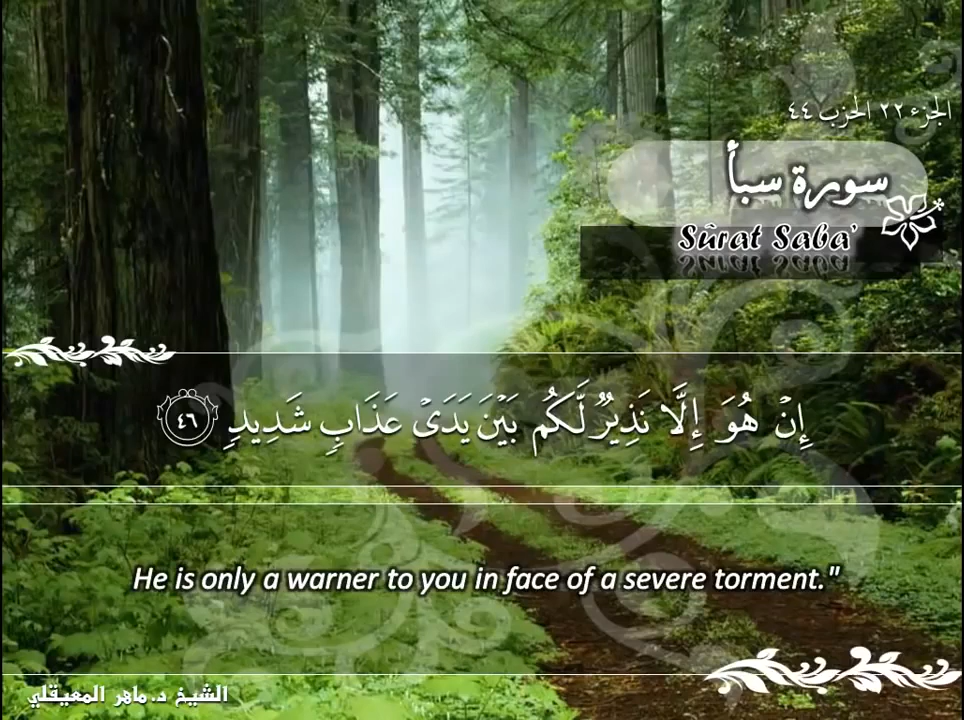 الجزء ٢٢ الحزب ٤٤
سورة سبأ
Sûrat Saba'
إِنْ هُوَ إِلَّا نَذِيرٌ لَّكُم بَيْنَ يَدَىْ عَذَابٍ شَدِيدٍ ٤٦
He is only a warner to you in face of a severe torment."
الشيخ د. ماهر المعيقلي